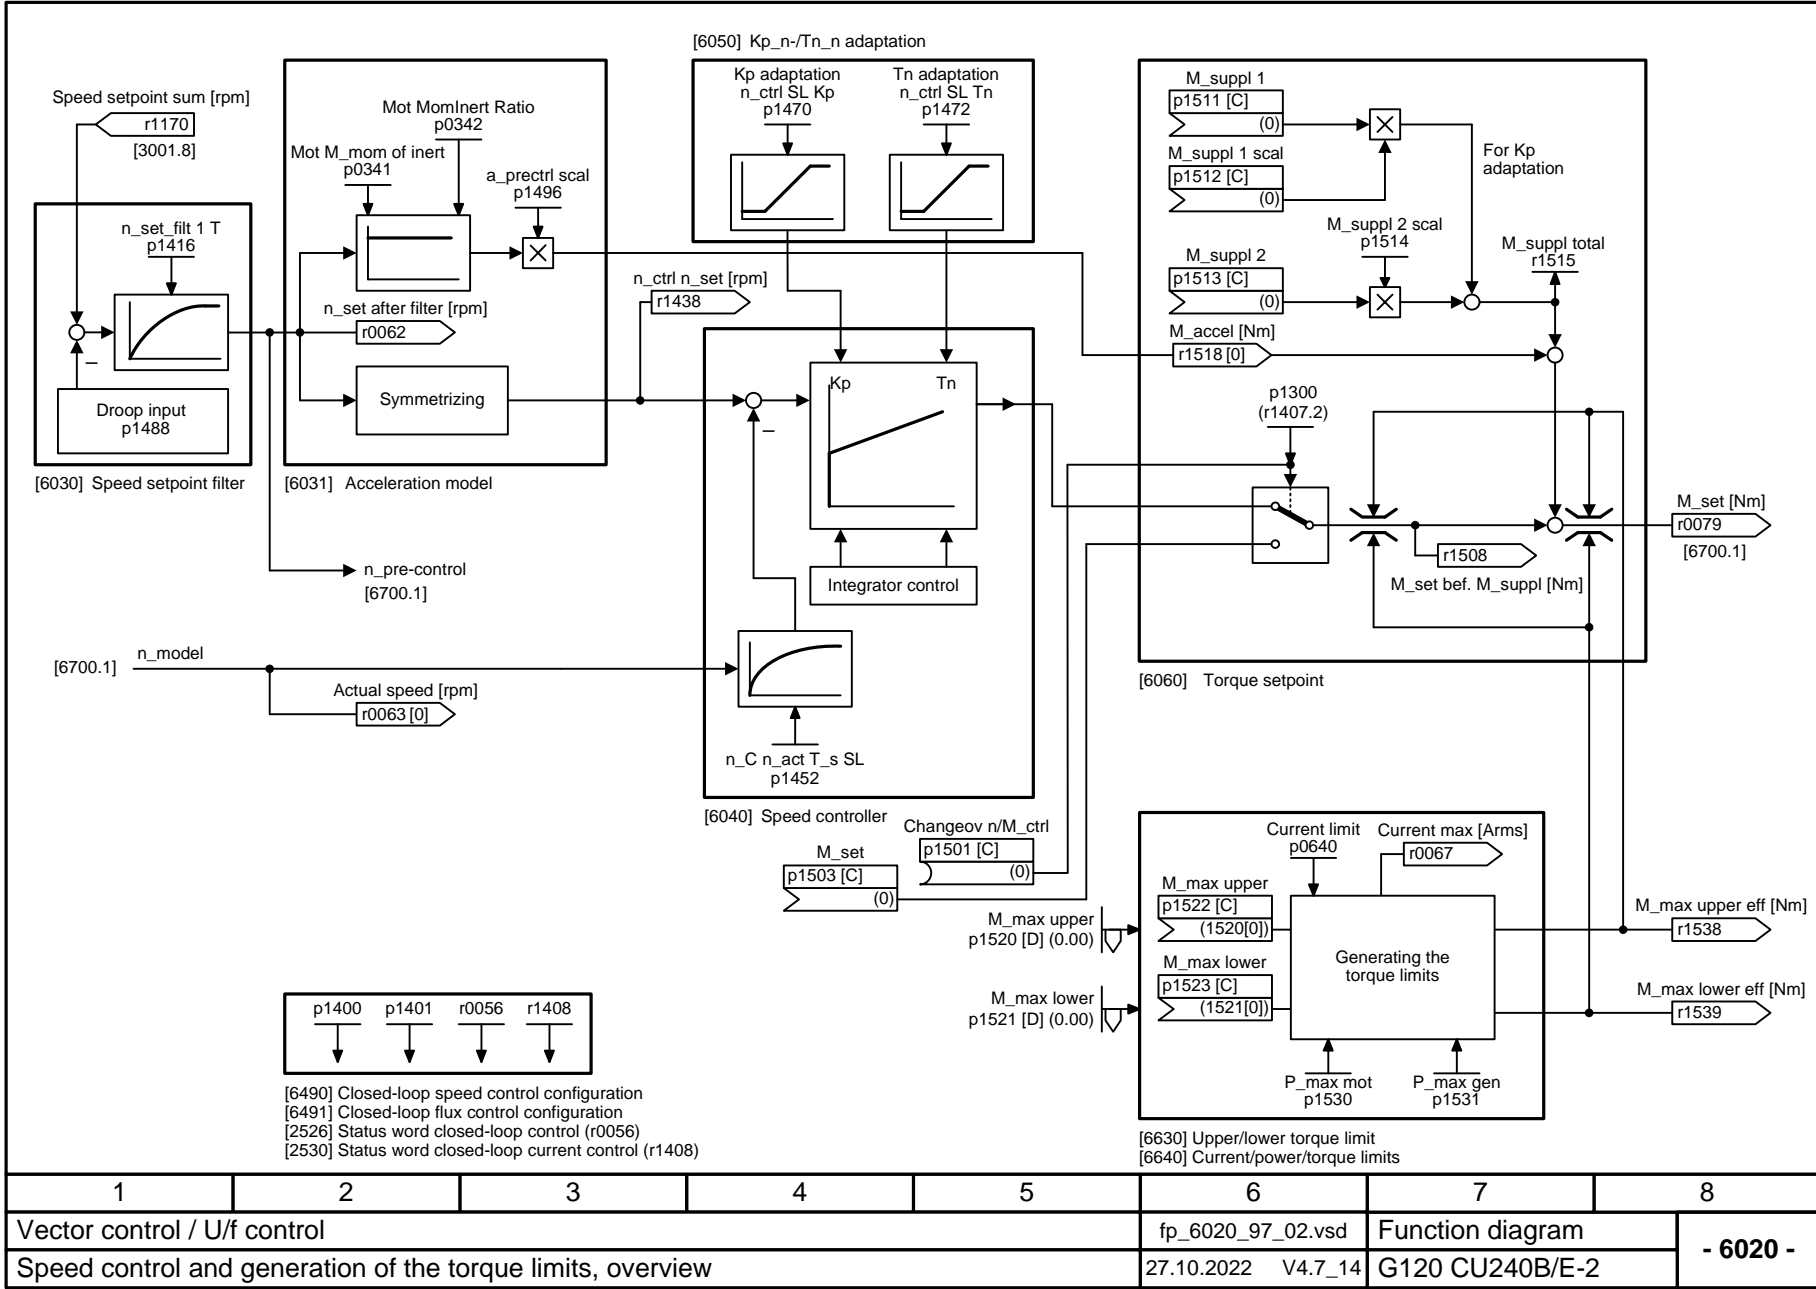 [6050] Kp_n-/Tn_n adaptation
Speed setpoint sum [rpm]
r1170
[3001.8]
n_set_filt 1 T
p1416
Droop input
p1488
–
[6030] Speed setpoint filter
Mot MomInert Ratio
p0342
Mot M_mom of inert
p0341
a_prectrl scal
p1496
n_set after filter [rpm]
r0062
Symmetrizing
[6031] Acceleration model
n_pre-control
[6700.1]
[6700.1]
n_model
Actual speed [rpm]
r0063 [0]
Kp adaptation
n_ctrl SL Kp
p1470
Tn adaptation
n_ctrl SL Tn
p1472
n_ctrl n_set [rpm]
r1438
Kp
Tn
–
Integrator control
n_C n_act T_s SL
p1452
[6040] Speed controller
M_set
p1503 [C]
(0)
Changeov n/M_ctrl
p1501 [C]
(0)
M_suppl 1
p1511 [C]
(0)
M_suppl 1 scal
p1512 [C]
(0)
For Kp
adaptation
M_suppl 2 scal
p1514
M_suppl 2
p1513 [C]
(0)
M_suppl total
r1515
M_accel [Nm]
r1518 [0]
p1300
(r1407.2)
r1508
M_set bef. M_suppl [Nm]
M_set [Nm]
r0079
[6700.1]
[6060] Torque setpoint
Current limit
p0640
Current max [Arms]
r0067
M_max upper
p1522 [C]
(1520[0])
M_max upper
p1520 [D] (0.00)
M_max lower
p1523 [C]
(1521[0])
M_max lower
p1521 [D] (0.00)
Generating the
torque limits
P_max mot
p1530
P_max gen
p1531
M_max upper eff [Nm]
r1538
M_max lower eff [Nm]
r1539
[6630] Upper/lower torque limit
[6640] Current/power/torque limits
p1400 p1401 r0056 r1408
[6490] Closed-loop speed control configuration
[6491] Closed-loop flux control configuration
[2526] Status word closed-loop control (r0056)
[2530] Status word closed-loop current control (r1408)
1 2 3 4 5 6 7 8
Vector control / U/f control
fp_6020_97_02.vsd
Function diagram
- 6020 -
Speed control and generation of the torque limits, overview
27.10.2022 V4.7_14
G120 CU240B/E-2